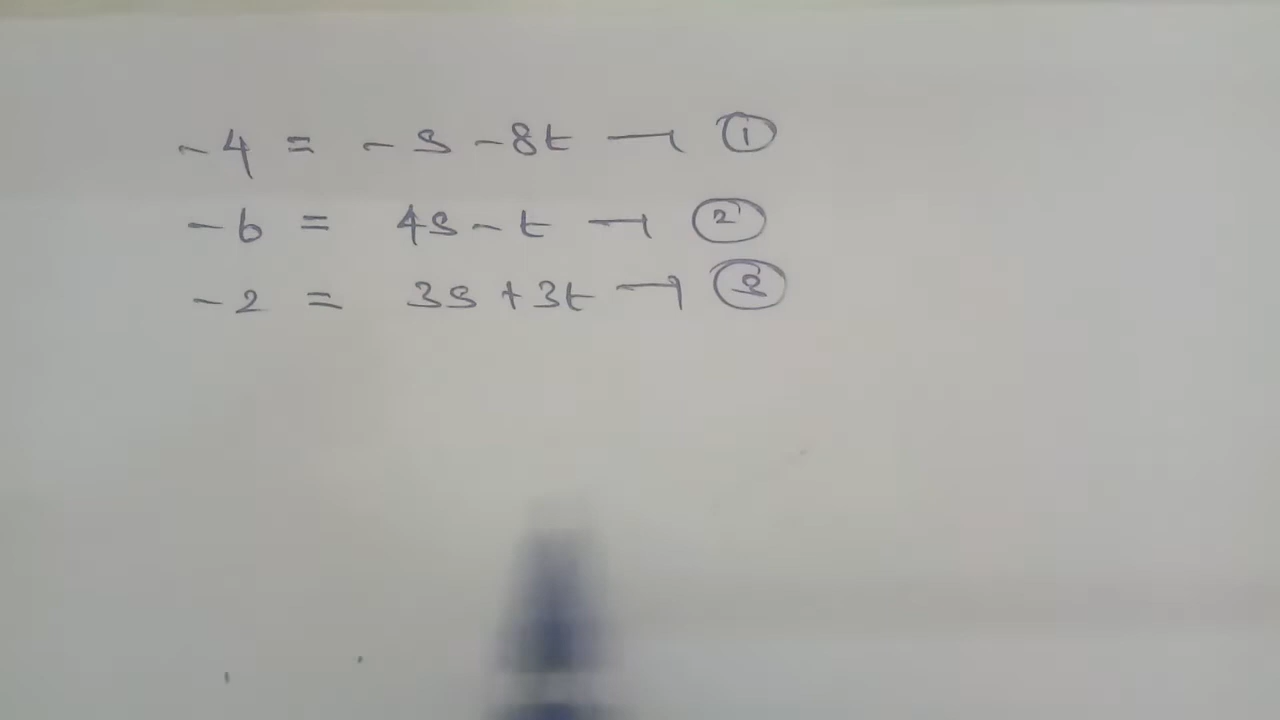 -4 = -s -8t → ①
-6 = 4s - t → ②
-2 = 3s + 3t → ③